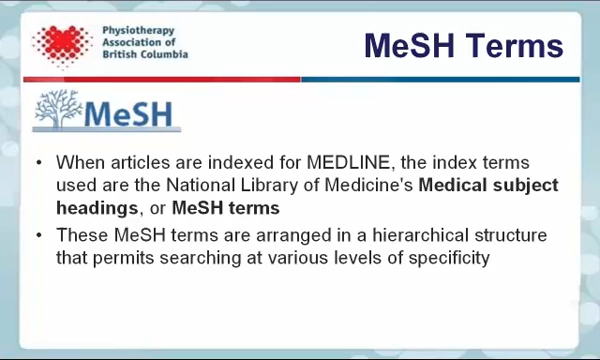 Physiotherapy
Association of
British Columbia
MeSH Terms
MeSH
• When articles are indexed for MEDLINE, the index terms
used are the National Library of Medicine's Medical subject
headings, or MeSH terms
• These MeSH terms are arranged in a hierarchical structure
that permits searching at various levels of specificity